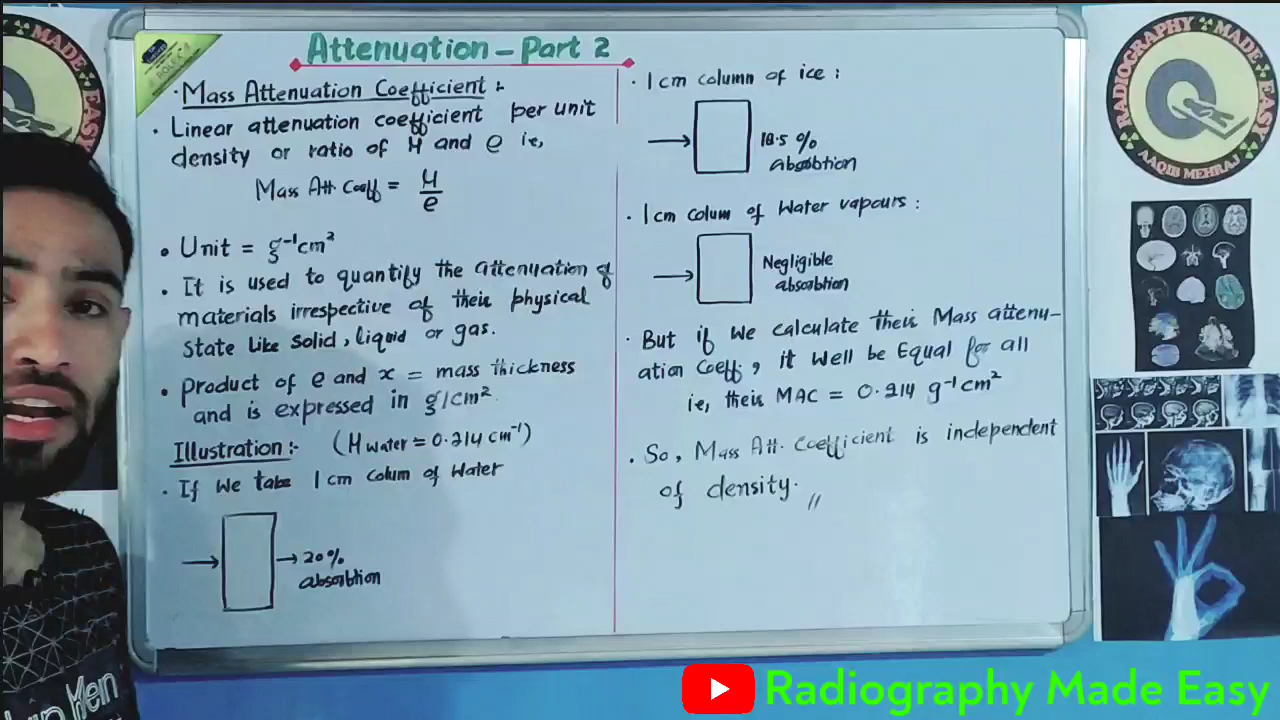 Attenuation – Part 2
· Mass Attenuation Coefficient :-
• Linear attenuation coefficient per unit
density or ratio of μ and ρ ie,
Mass Att. Coeff = μ/ρ
• Unit = g⁻¹cm²
• It is used to quantify the attenuation of
materials irrespective of their physical
state like solid, liquid or gas.
• Product of ρ and x = mass thickness
and is expressed in g/cm².
Illustration :- (μ water = 0.214 cm⁻¹)
• If we take 1 cm colum of water
→ → 20%
absorbtion
• 1 cm column of ice :
→ 18.5 %
absorbtion
• 1 cm colum of water vapours :
→ Negligible
absorbtion
• But if we calculate their Mass attenu-
ation Coeff, it well be Equal for all
ie, their MAC = 0.214 g⁻¹cm²
• So, Mass Att. Coefficient is independent
of density. //
RADIOGRAPHY MADE EASY
AAQIB MEHRAJ
MADE EASY
Radiography Made Easy